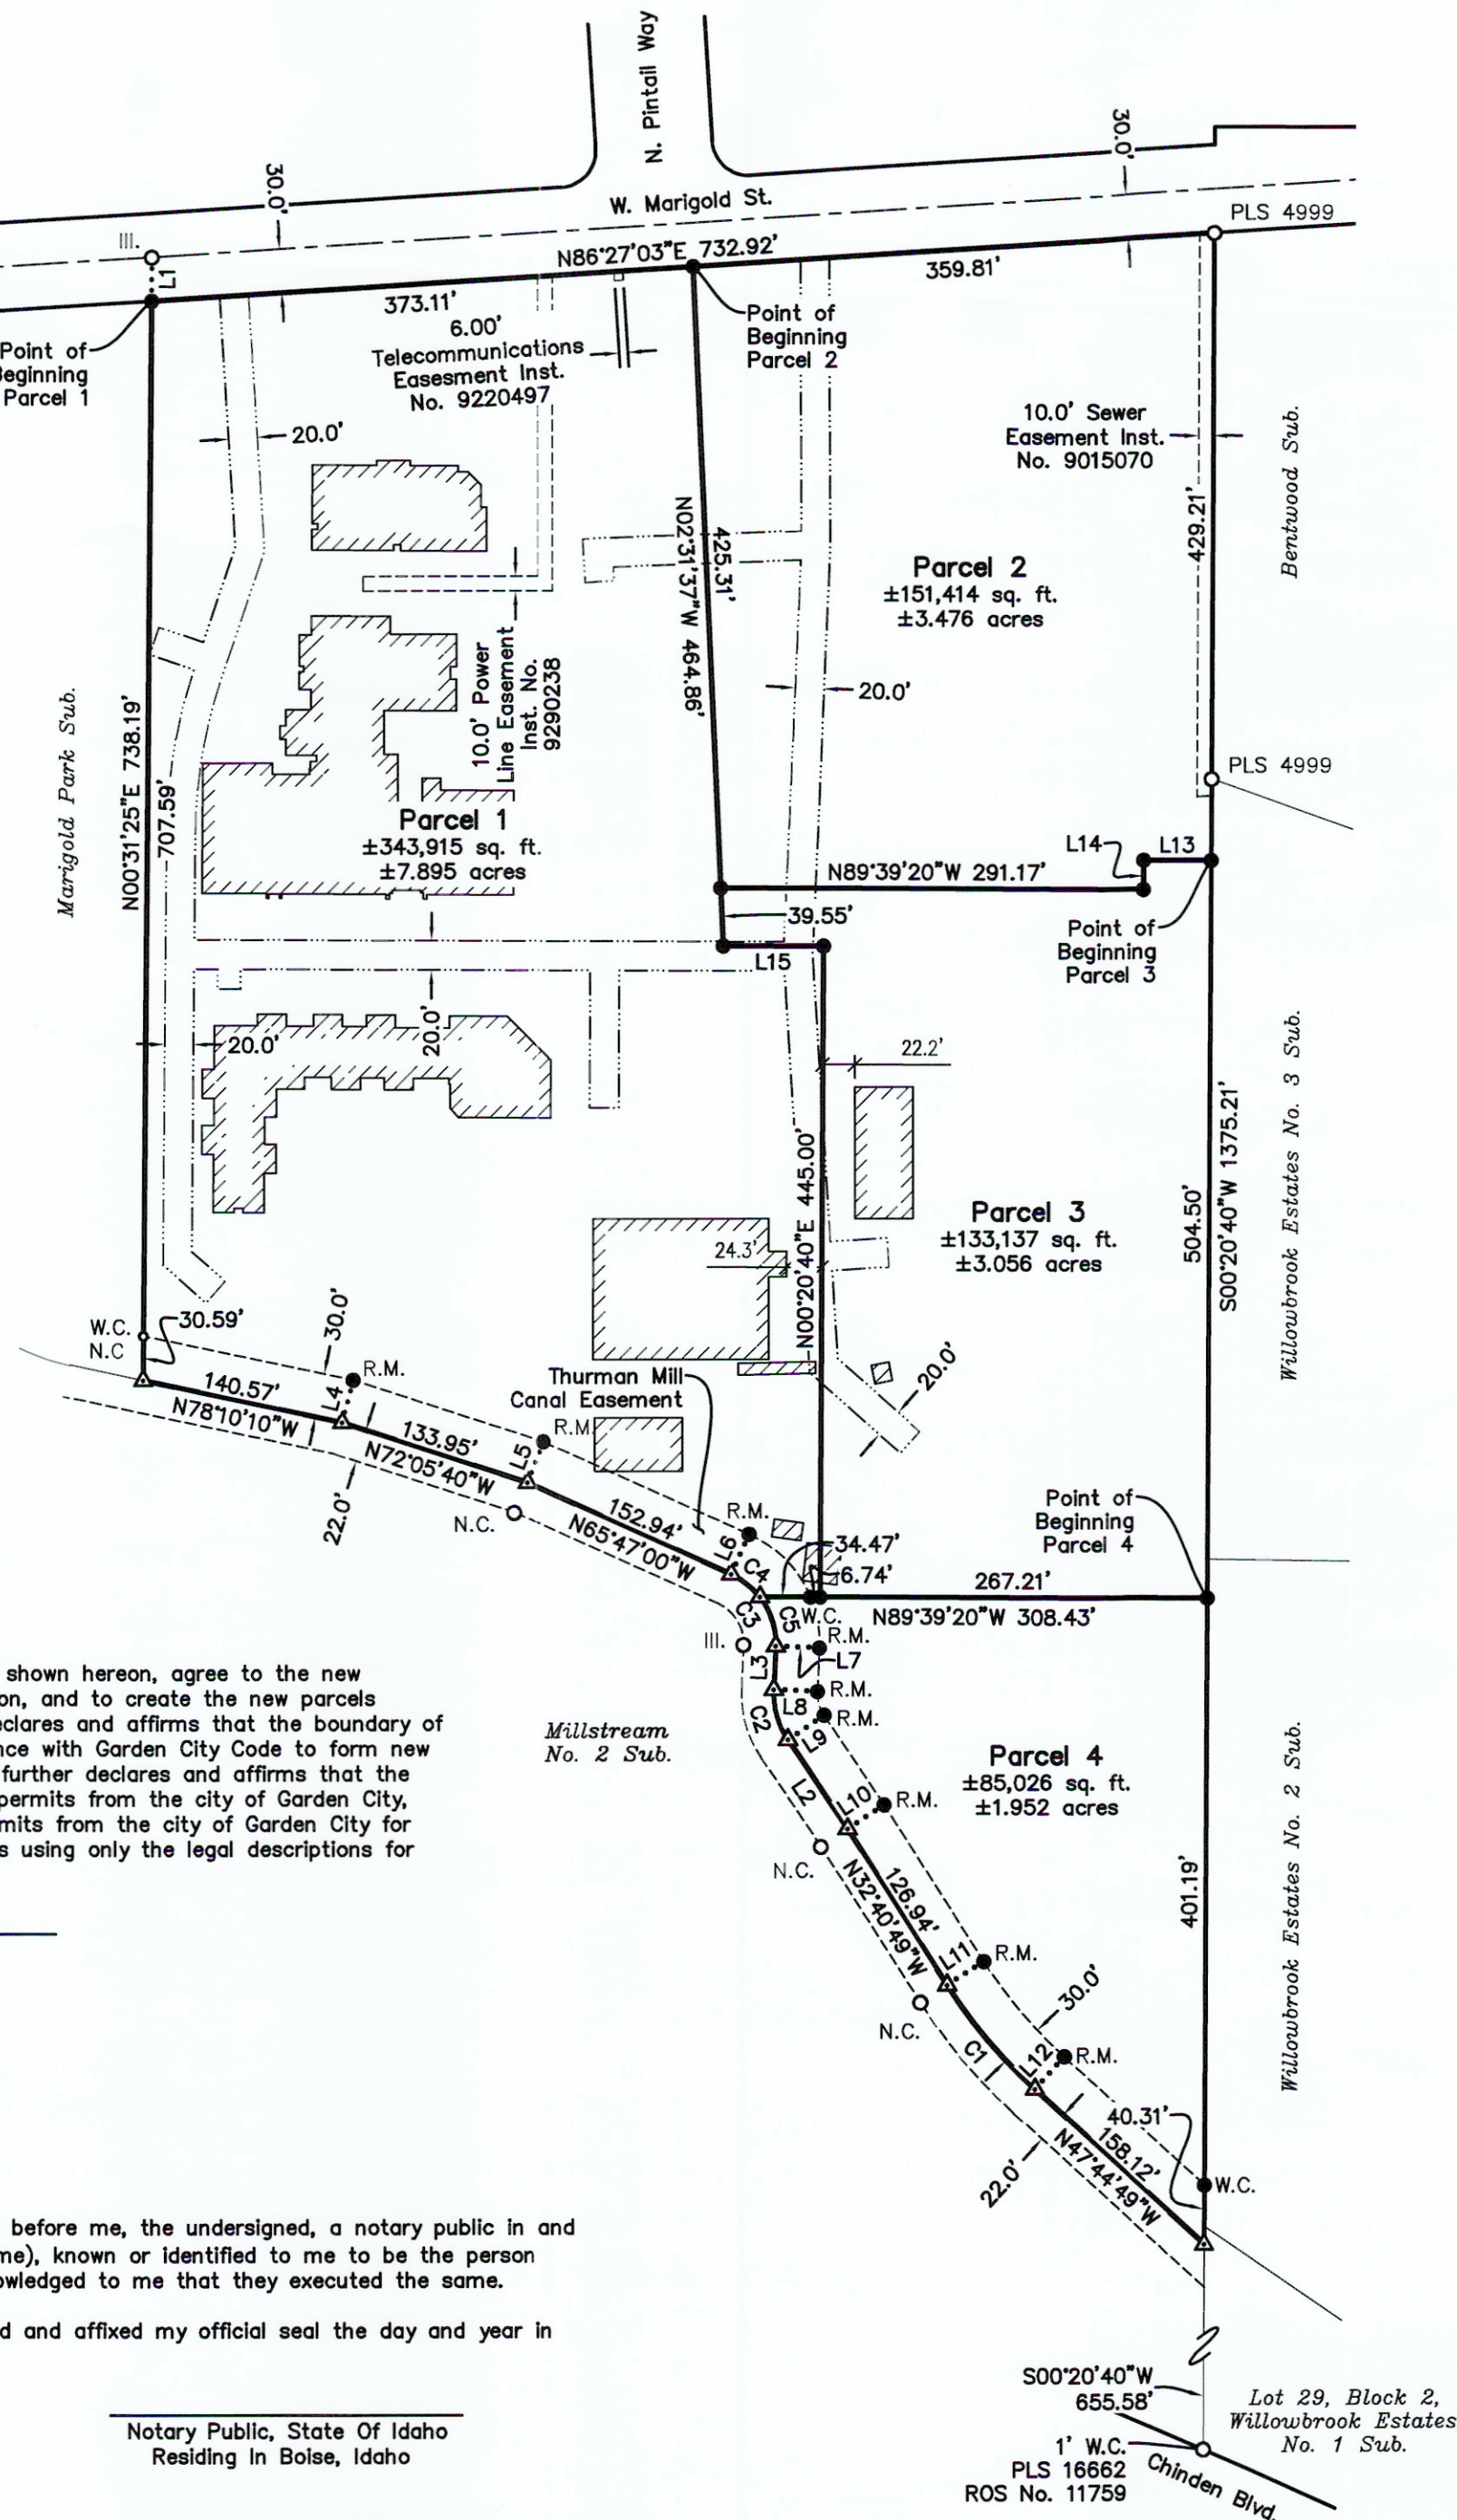 N. Pintail Way
30.0'
30.0'
W. Marigold St.
PLS 4999
III.
L1
N86°27'03"E 732.92'
359.81'
373.11'
Point of
Beginning
Parcel 2
Point of
Beginning
Parcel 1
6.00'
Telecommunications
Easesment Inst.
No. 9220497
20.0'
10.0' Sewer
Easement Inst.
No. 9015070
Bentwood Sub.
429.21'
N02°31'37"W 464.86'
425.31'
Parcel 2
±151,414 sq. ft.
±3.476 acres
10.0' Power
Line Easement
Inst. No.
9290238
20.0'
Marigold Park Sub.
N00°31'25"E 738.19'
707.59'
PLS 4999
Parcel 1
±343,915 sq. ft.
±7.895 acres
L14
L13
N89°39'20"W 291.17'
39.55'
Point of
Beginning
Parcel 3
L15
20.0'
20.0'
22.2'
Willowbrook Estates No. 3 Sub.
S00°20'40"W 1375.21'
504.50'
N00°20'40"E 445.00'
Parcel 3
±133,137 sq. ft.
±3.056 acres
24.3'
30.59'
W.C.
N.C
30.0'
R.M.
20.0'
Thurman Mill
Canal Easement
140.57'
N78°10'10"W
L4
133.95'
N72°05'40"W
L5
R.M.
22.0'
N.C.
152.94'
N65°47'00"W
R.M.
L6
C4
Point of
Beginning
Parcel 4
34.47'
6.74'
267.21'
N89°39'20"W 308.43'
W.C.
C3
C5
III.
R.M.
L7
L3
R.M.
L8
C2
R.M.
L9
shown hereon, agree to the new
on, and to create the new parcels
eclares and affirms that the boundary of
nce with Garden City Code to form new
further declares and affirms that the
permits from the city of Garden City,
mits from the city of Garden City for
s using only the legal descriptions for
Millstream
No. 2 Sub.
Parcel 4
±85,026 sq. ft.
±1.952 acres
Willowbrook Estates No. 2 Sub.
L2
L10
R.M.
N.C.
126.94'
N32°40'49"W
401.19'
L11
R.M.
N.C.
30.0'
C1
L12
R.M.
40.31'
158.12'
N47°44'49"W
22.0'
W.C.
before me, the undersigned, a notary public in and
me), known or identified to me to be the person
owledged to me that they executed the same.
d and affixed my official seal the day and year in
Notary Public, State Of Idaho
Residing In Boise, Idaho
S00°20'40"W
655.58'
Lot 29, Block 2,
Willowbrook Estates
No. 1 Sub.
1' W.C.
PLS 16662
ROS No. 11759
Chinden Blvd.